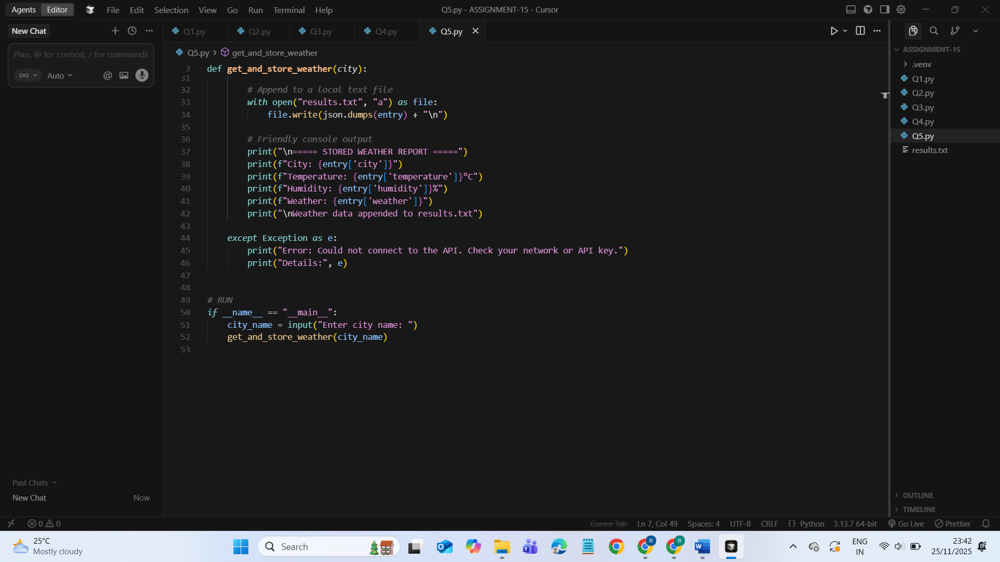 Agents Editor File Edit Selection View Go Run Terminal Help Q5.py - ASSIGNMENT-15 - Cursor
New Chat
Plan, @ for context, / for commands
Auto
Past Chats
New Chat Now
Q1.py Q2.py Q3.py Q4.py Q5.py
Q5.py > get_and_store_weather
3 def get_and_store_weather(city):
31
32 # Append to a local text file
33 with open("results.txt", "a") as file:
34 file.write(json.dumps(entry) + "\n")
35
36 # Friendly console output
37 print("\n===== STORED WEATHER REPORT =====")
38 print(f"City: {entry['city']}")
39 print(f"Temperature: {entry['temperature']}°C")
40 print(f"Humidity: {entry['humidity']}%")
41 print(f"Weather: {entry['weather']}")
42 print("\nWeather data appended to results.txt")
43
44 except Exception as e:
45 print("Error: Could not connect to the API. Check your network or API key.")
46 print("Details:", e)
47
48
49 # RUN
50 if __name__ == "__main__":
51 city_name = input("Enter city name: ")
52 get_and_store_weather(city_name)
53
ASSIGNMENT-15
.venv
Q1.py
Q2.py
Q3.py
Q4.py
Q5.py
results.txt
OUTLINE
TIMELINE
0 0 Cursor Tab Ln 7, Col 49 Spaces: 4 UTF-8 CRLF {} Python 3.13.7 64-bit Go Live Prettier
25°C
Mostly cloudy
Search
ENG
IN
23:42
25/11/2025